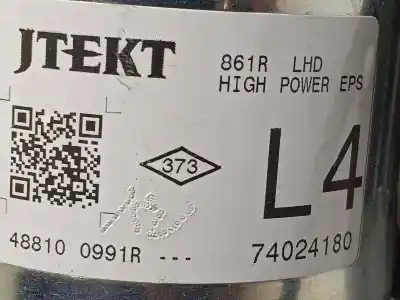 JTEKT
861R LHD
HIGH POWER EPS
373
L4
48810 0991R ---
74024180